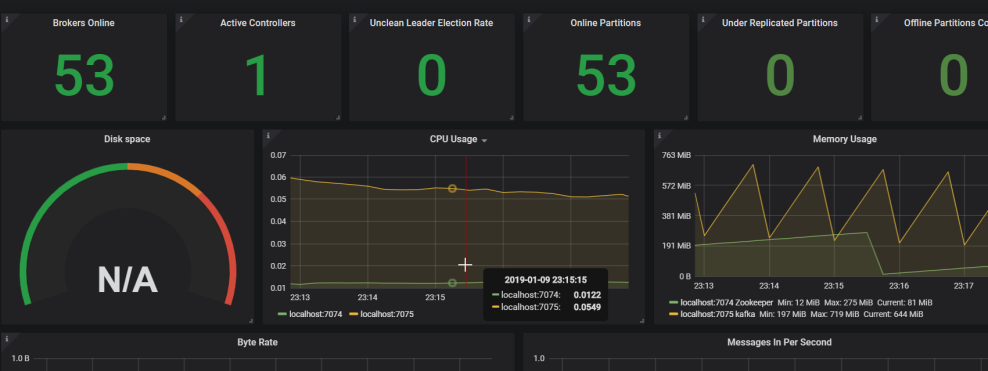 Brokers Online
Active Controllers
Unclean Leader Election Rate
Online Partitions
Under Replicated Partitions
Offline Partitions Co
53
1
0
53
0
0
Disk space
N/A
CPU Usage
0.07
0.06
0.05
0.04
0.03
0.02
0.01
23:13
23:14
23:15
2019-01-09 23:15:15
localhost:7074: 0.0122
localhost:7075: 0.0549
localhost:7074 localhost:7075
Memory Usage
763 MiB
572 MiB
381 MiB
191 MiB
0 B
23:13
23:14
23:15
23:16
23:17
localhost:7074 Zookeeper Min: 12 MiB Max: 275 MiB Current: 81 MiB
localhost:7075 kafka Min: 197 MiB Max: 719 MiB Current: 644 MiB
Byte Rate
1.0 B
Messages In Per Second
1.0